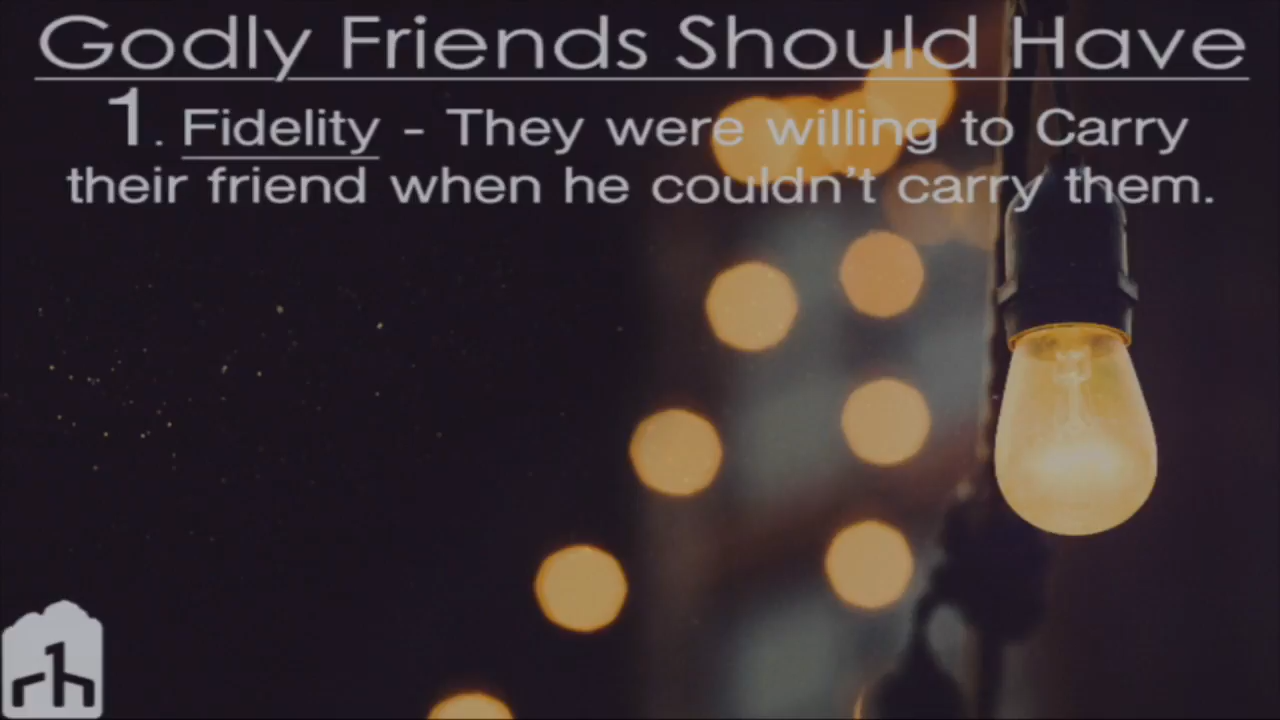 Godly Friends Should Have
1. Fidelity - They were willing to Carry
their friend when he couldn't carry them.